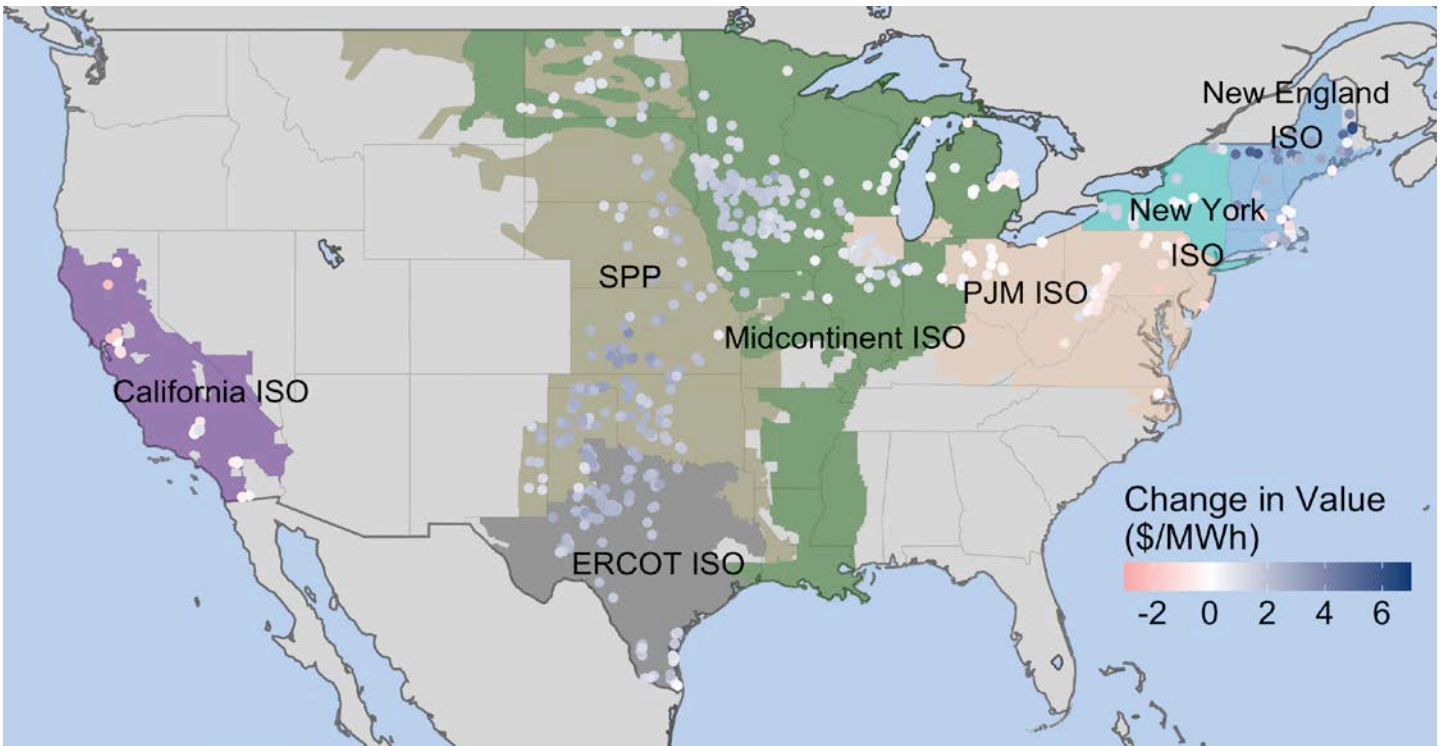 New England
ISO
New York
ISO
SPP
PJM ISO
Midcontinent ISO
California ISO
ERCOT ISO
Change in Value
($/MWh)
-2 0 2 4 6